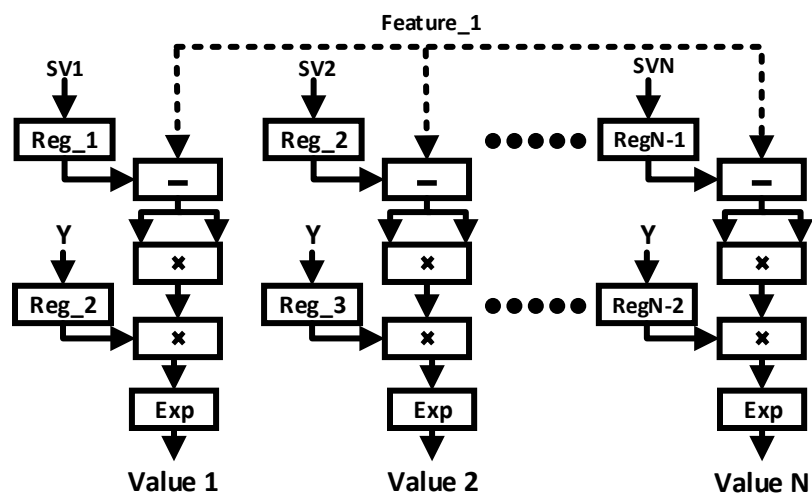 Feature_1
SV1 SV2 SVN
Reg_1 Reg_2 RegN-1
– – –
Y Y Y
× × ×
Reg_2 Reg_3 RegN-2
× × ×
Exp Exp Exp
Value 1 Value 2 Value N